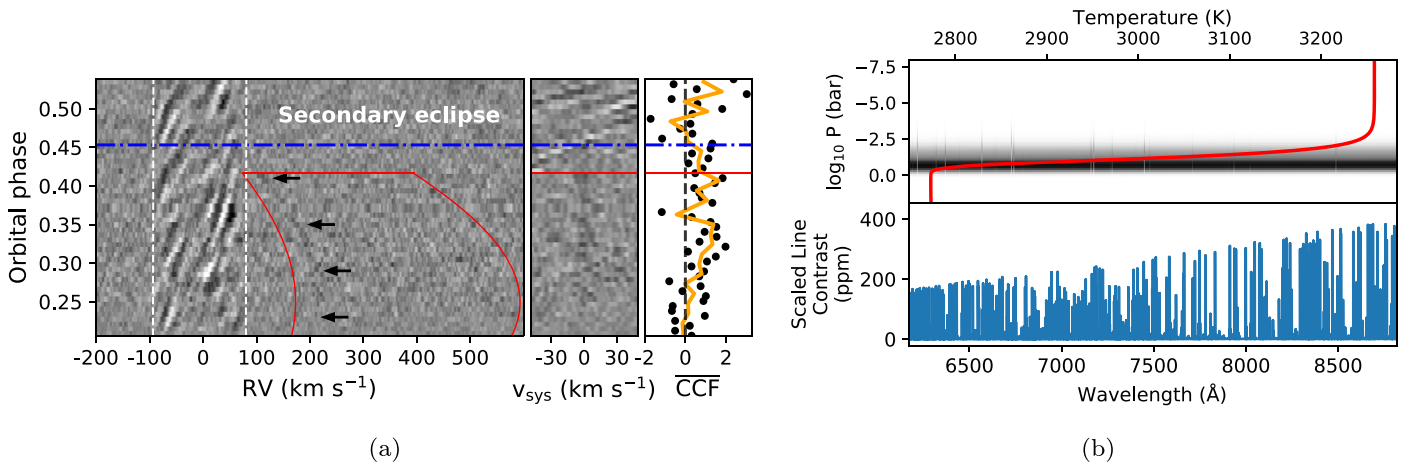 Orbital phase
0.50
0.45
0.40
0.35
0.30
0.25
Secondary eclipse
-200 -100 0 100 200 300 400 500
RV (km s⁻¹)
-30 0 30
v_sys (km s⁻¹)
-2 0 2
CCF
(a)
Temperature (K)
2800 2900 3000 3100 3200
log₁₀ P (bar)
-7.5
-5.0
-2.5
0.0
Scaled Line
Contrast
(ppm)
400
200
0
6500 7000 7500 8000 8500
Wavelength (Å)
(b)